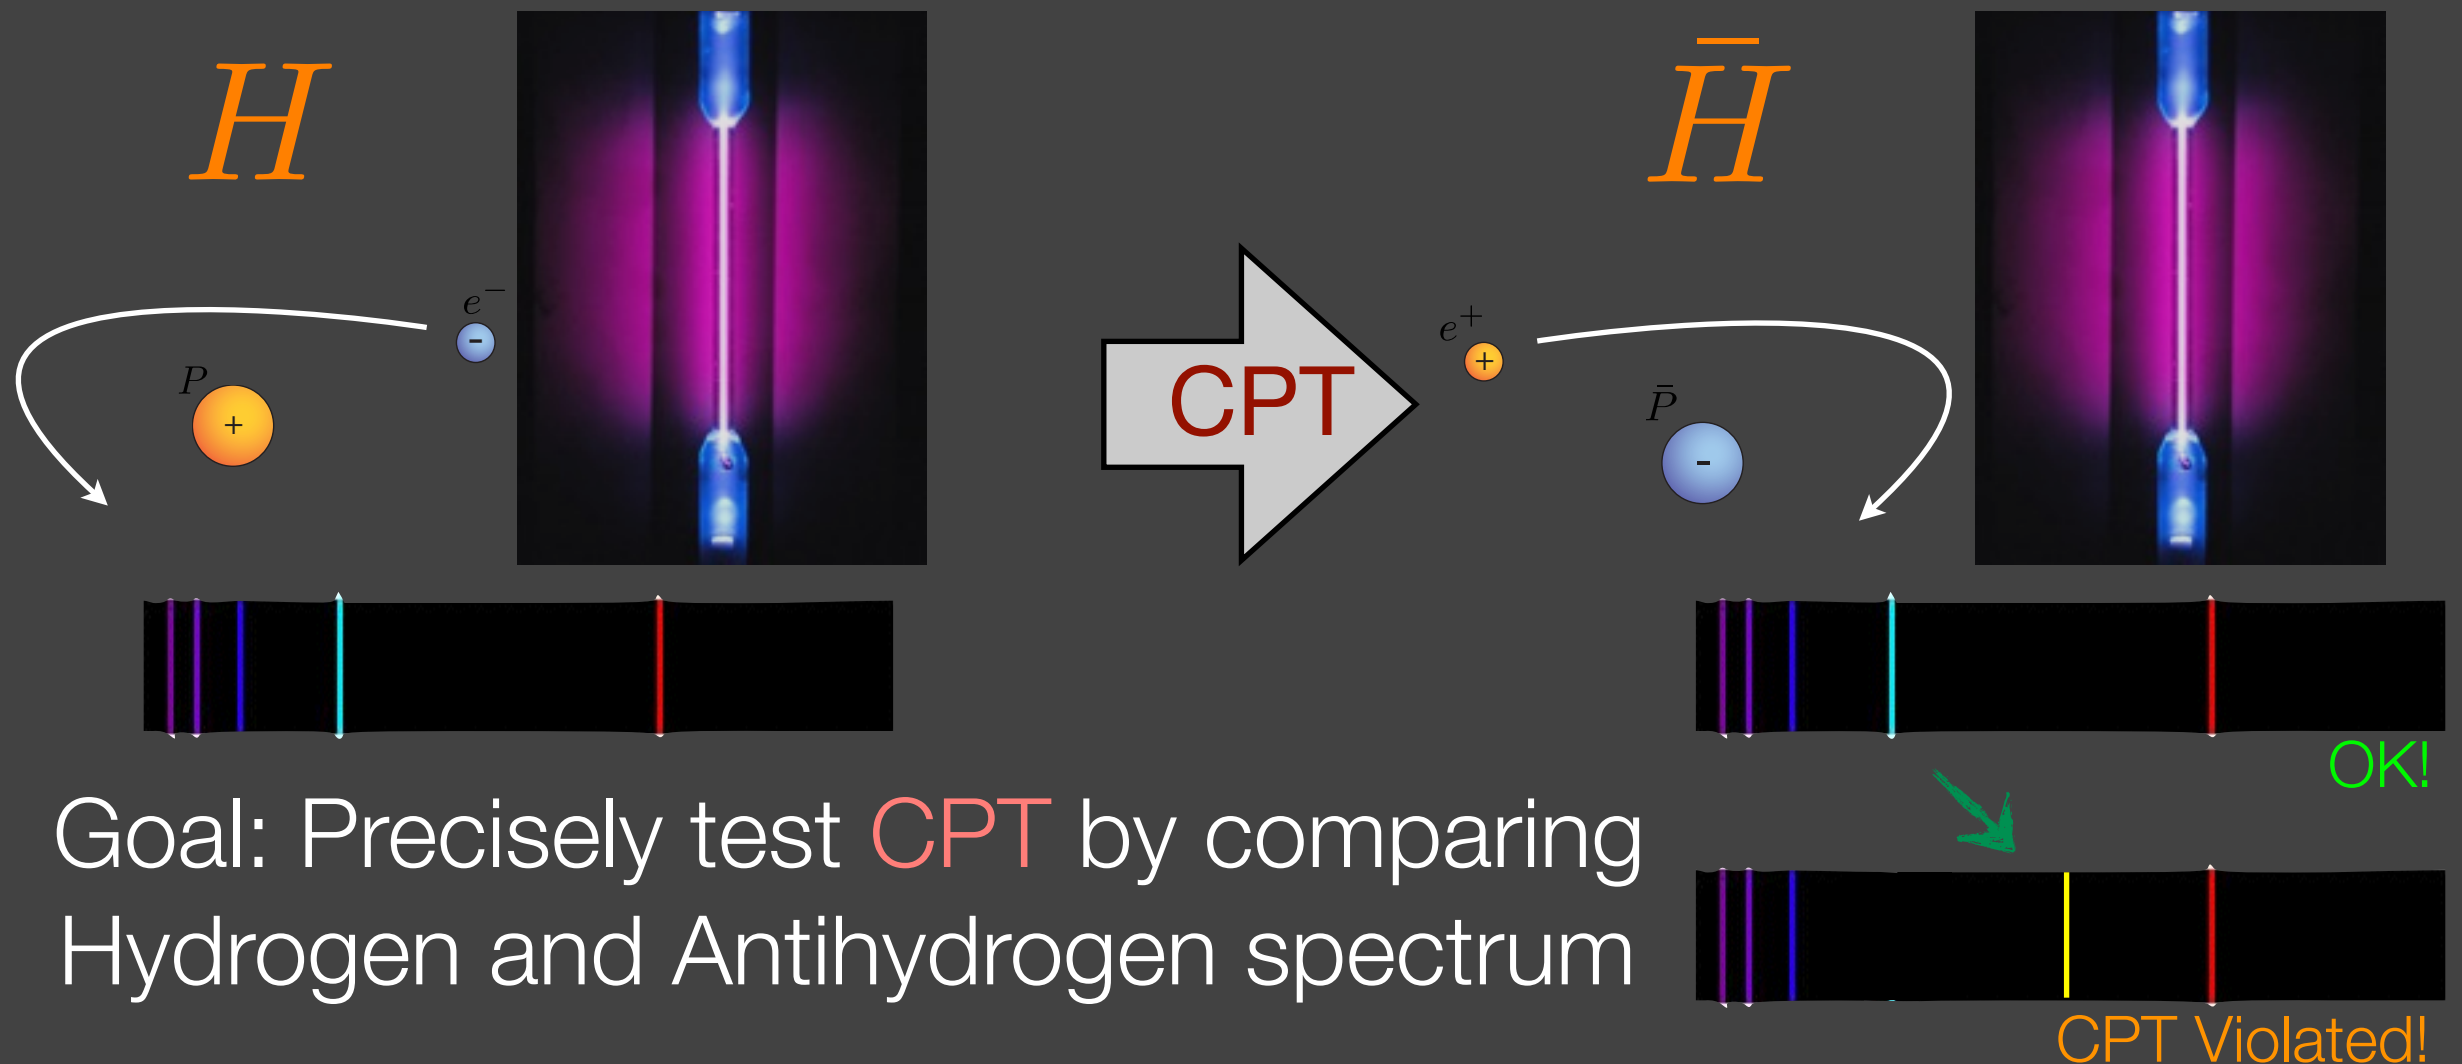 H
H̄
e⁻
P
+
-
CPT
e⁺
+
P̄
-
OK!
Goal: Precisely test CPT by comparing
Hydrogen and Antihydrogen spectrum
CPT Violated!